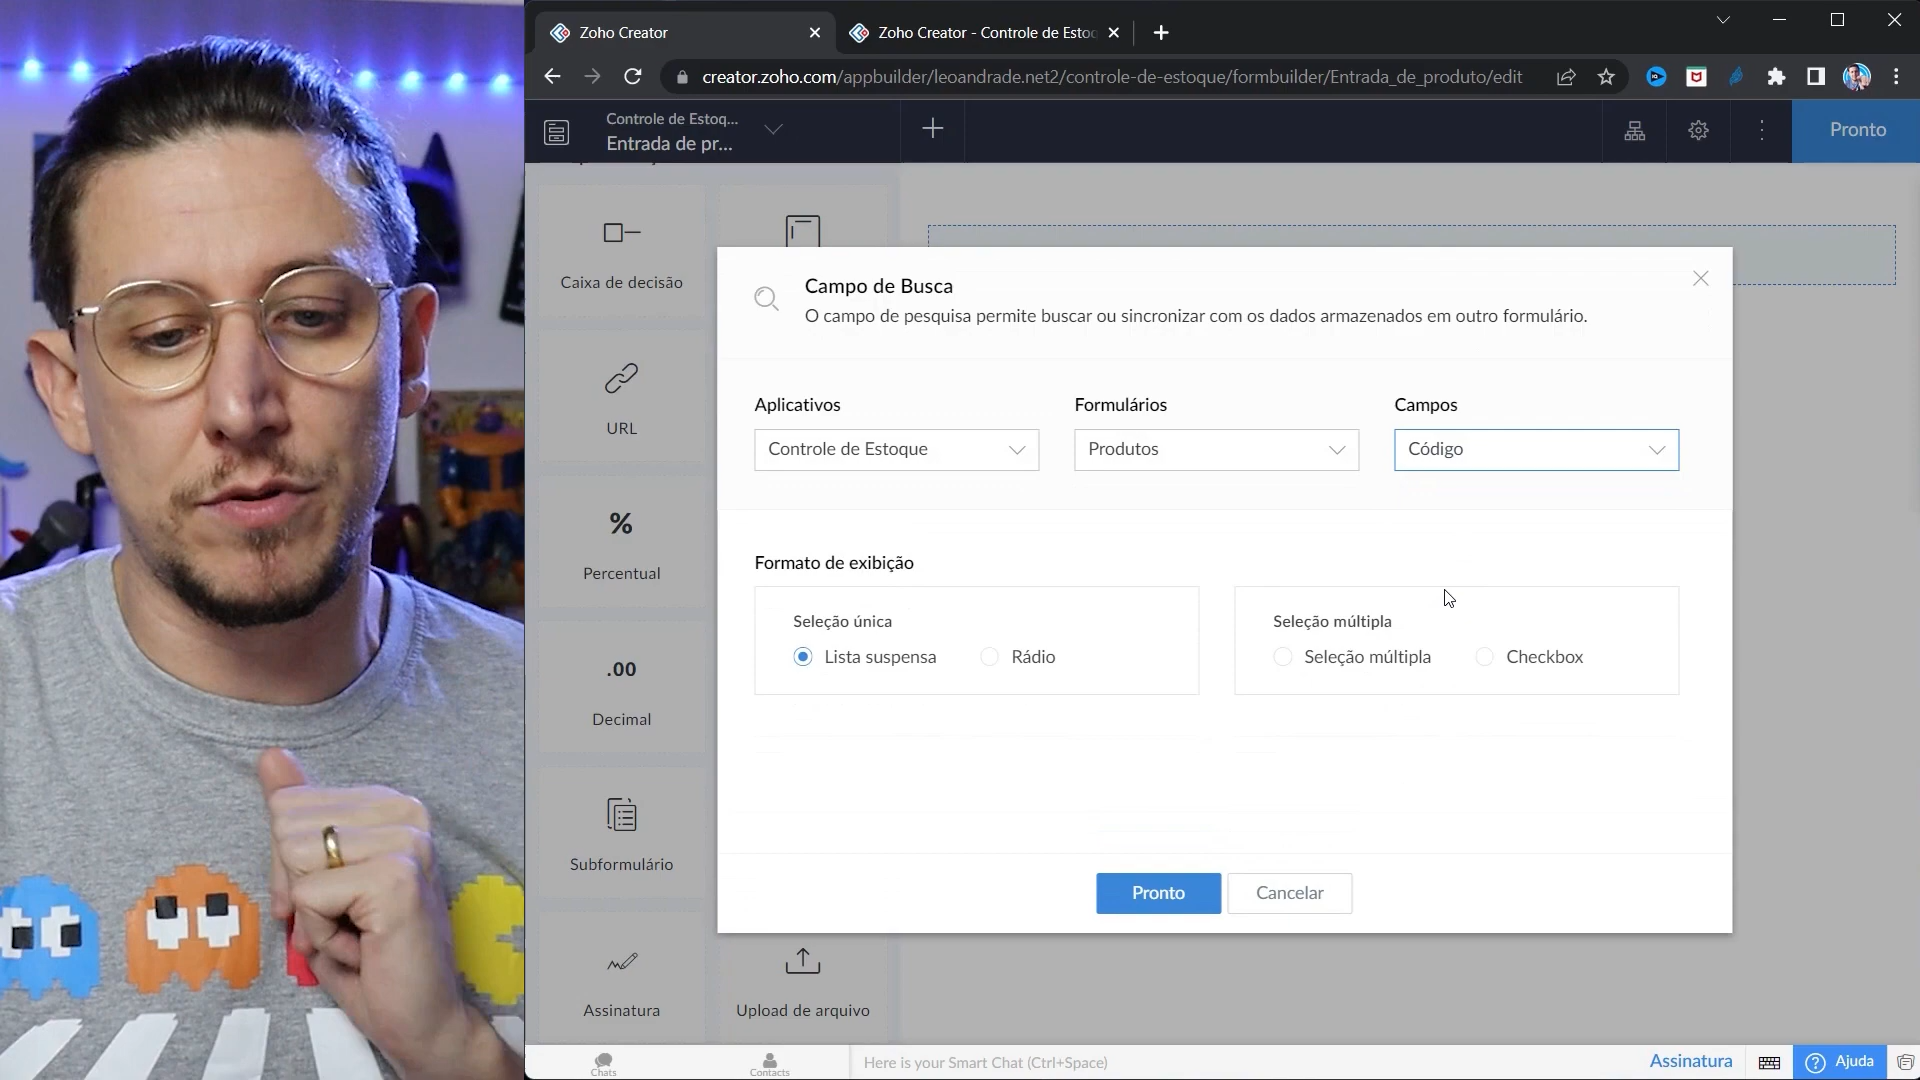 Zoho Creator
Zoho Creator - Controle de Estoq
creator.zoho.com/appbuilder/leoandrade.net2/controle-de-estoque/formbuilder/Entrada_de_produto/edit
Controle de Estoq...
Entrada de pr...
Pronto
Caixa de decisão
URL
%
Percentual
.00
Decimal
Subformulário
Assinatura
Upload de arquivo
Campo de Busca
O campo de pesquisa permite buscar ou sincronizar com os dados armazenados em outro formulário.
Aplicativos
Formulários
Campos
Controle de Estoque
Produtos
Código
Formato de exibição
Seleção única
Lista suspensa
Rádio
Seleção múltipla
Seleção múltipla
Checkbox
Pronto
Cancelar
Chats
Contacts
Here is your Smart Chat (Ctrl+Space)
Assinatura
Ajuda